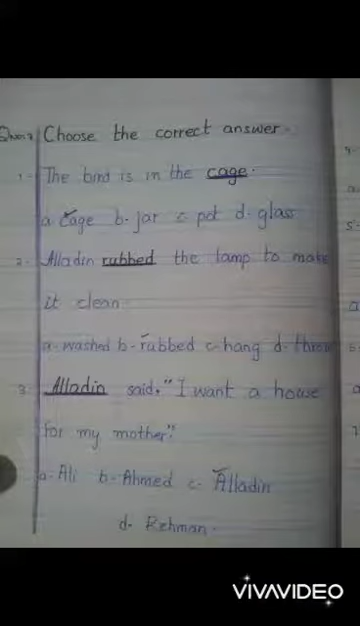 Choose the correct answer.
1- The bird is in the cage.
a cage b- jar c pot d- glass
2- Alladin rubbed the lamp to make
it clean.
a- washed b- rubbed c- hang d- throw
3 Alladin said, "I want a house
for my mother."
a- Ali b- Ahmed c- Alladin
d- Rehman.
VIVAVIDEO